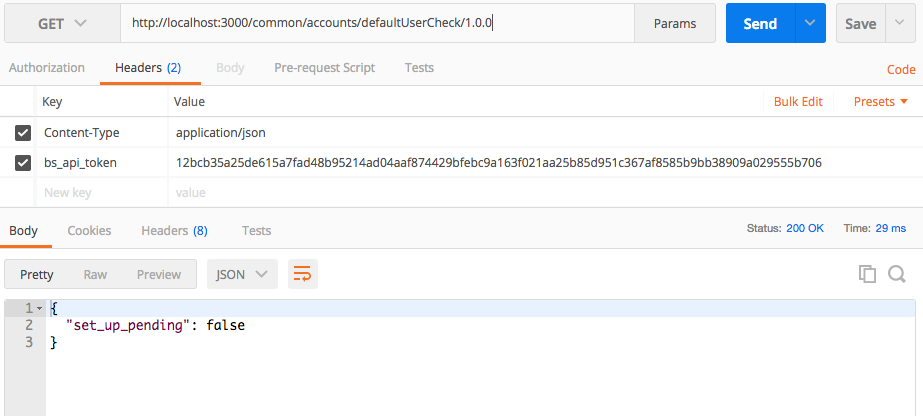 GET http://localhost:3000/common/accounts/defaultUserCheck/1.0.0 Params Send Save
Authorization Headers (2) Body Pre-request Script Tests Code
Key Value Bulk Edit Presets
Content-Type application/json
bs_api_token 12bcb35a25de615a7fad48b95214ad04aaf874429bfebc9a163f021aa25b85d951c367af8585b9bb38909a029555b706
New key value
Body Cookies Headers (8) Tests Status: 200 OK Time: 29 ms
Pretty Raw Preview JSON
1 {
2 "set_up_pending": false
3 }